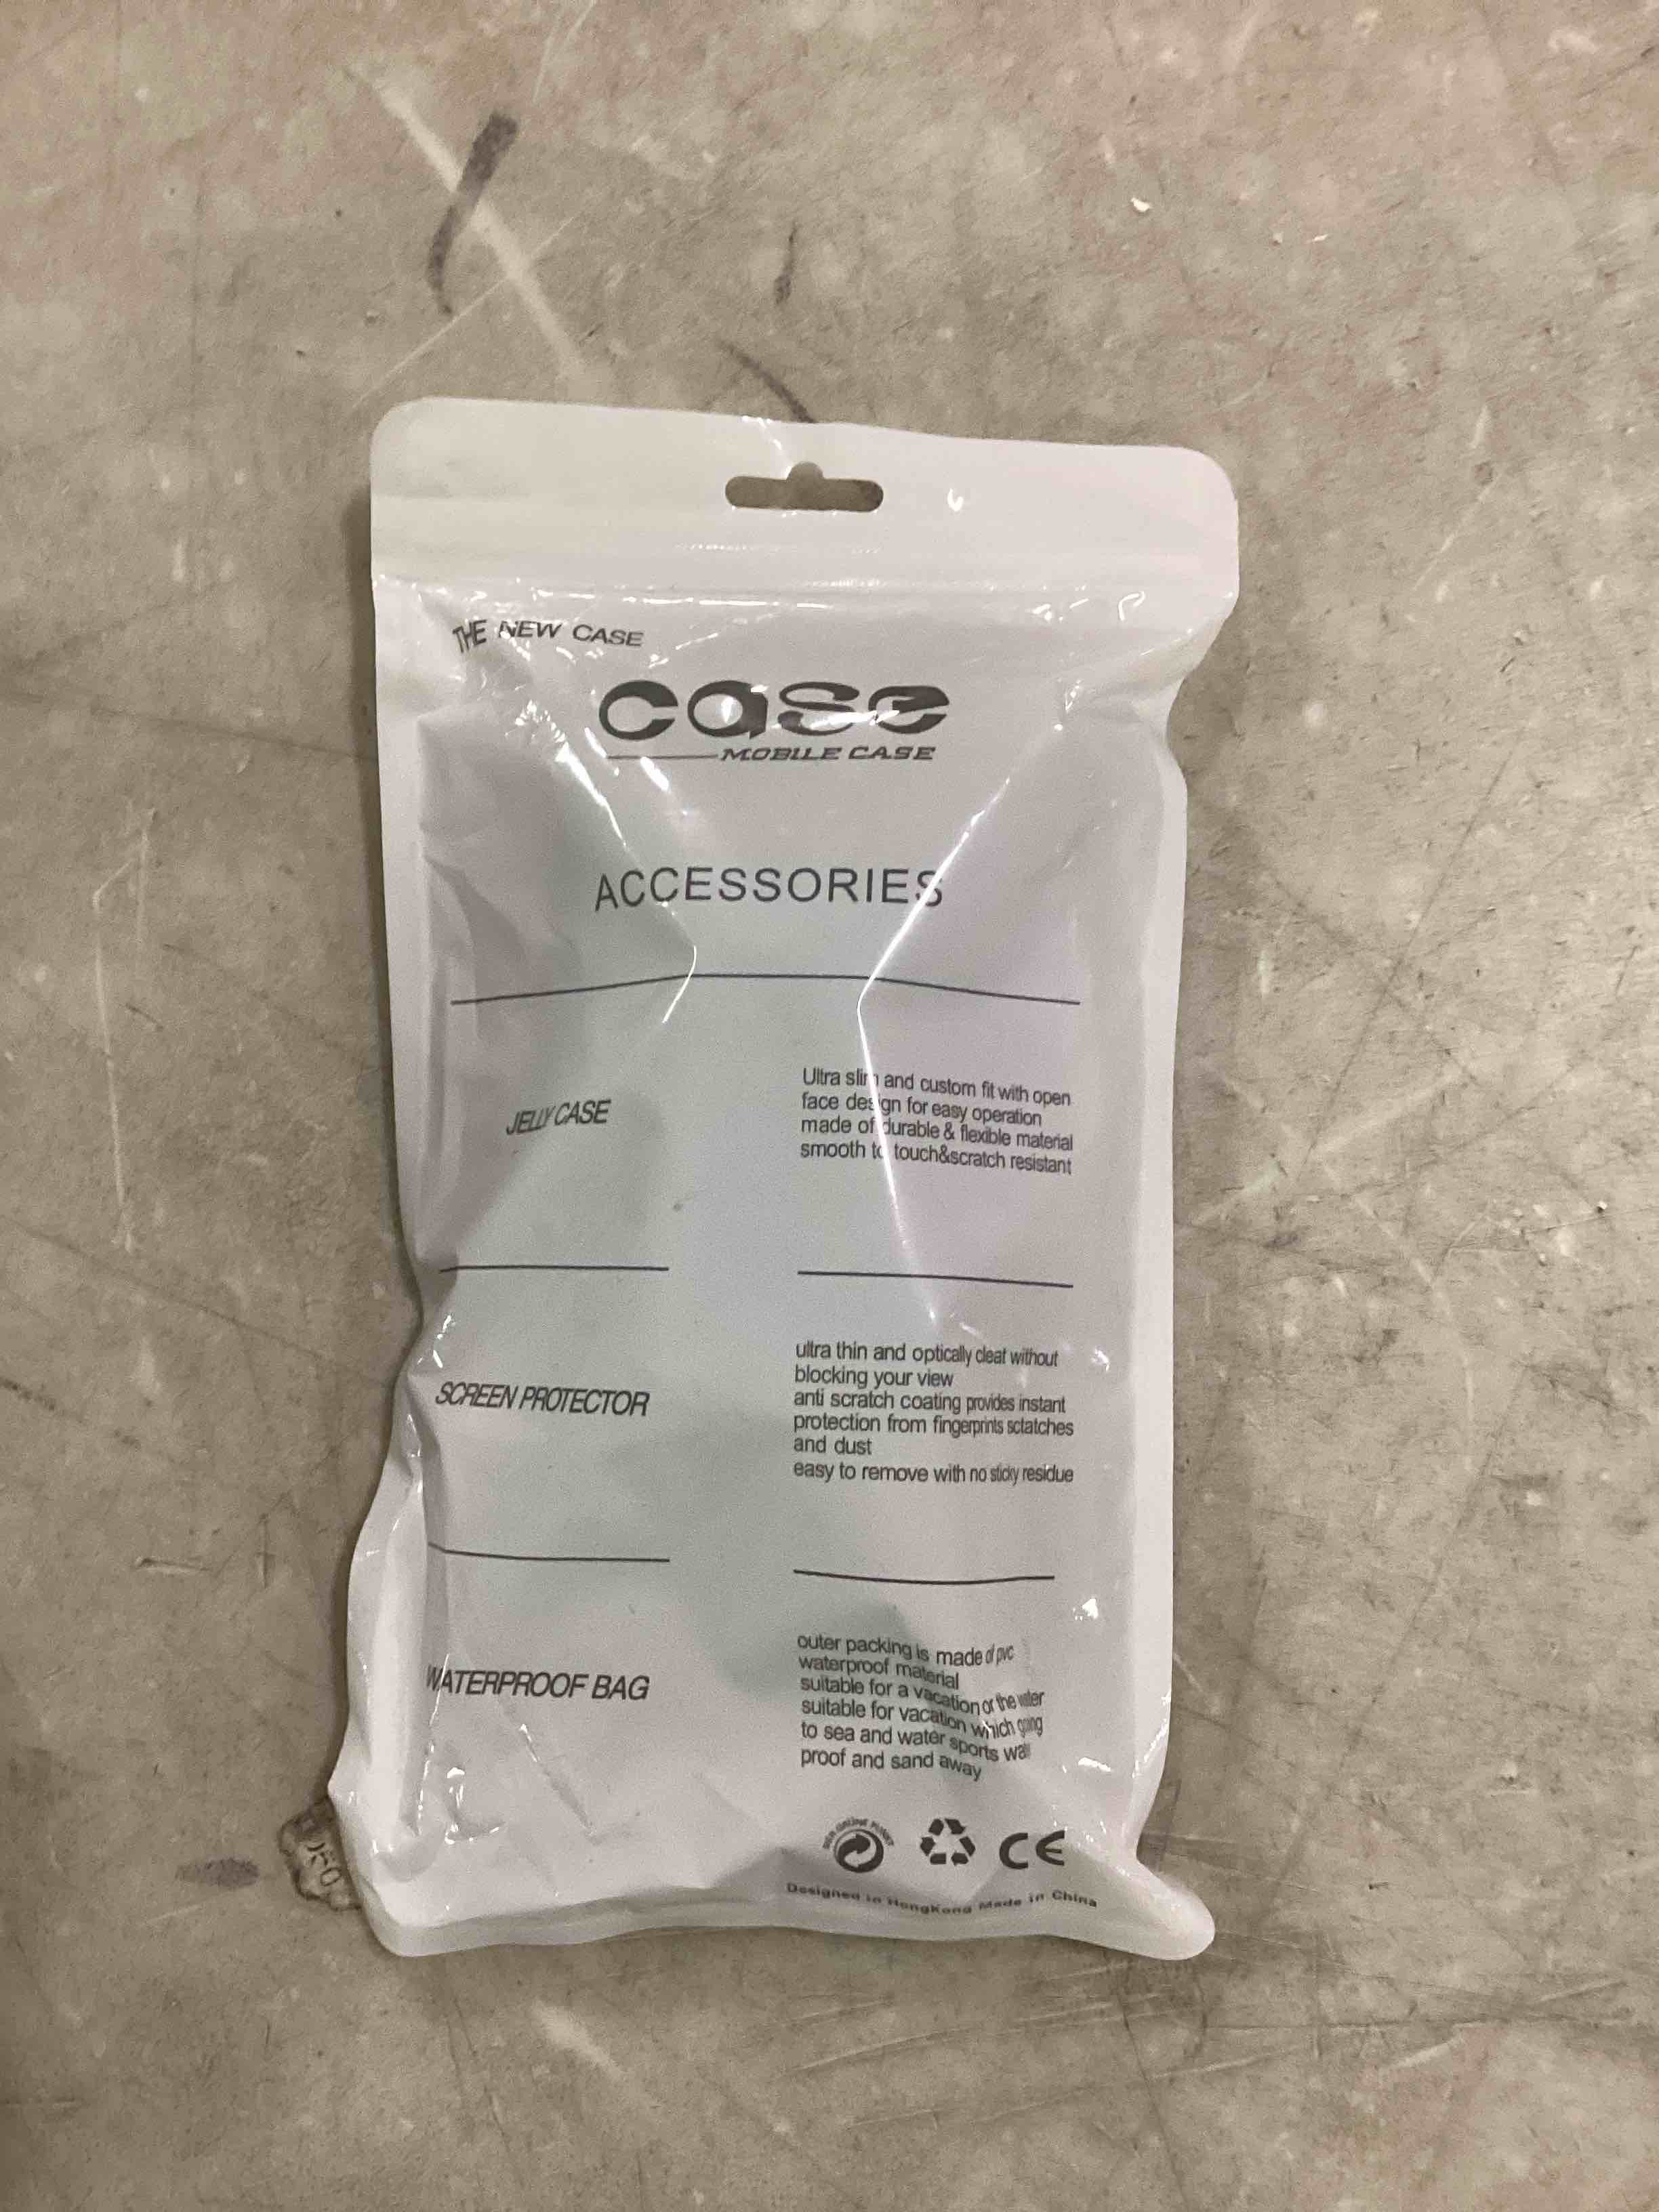 THE NEW CASE
case
MOBILE CASE
ACCESSORIES
JELLY CASE
Ultra slim and custom fit with open
face design for easy operation
made of durable & flexible material
smooth to touch&scratch resistant
SCREEN PROTECTOR
ultra thin and optically cleat without
blocking your view
anti scratch coating provides instant
protection from fingerprints sctatches
and dust
easy to remove with no sticky residue
WATERPROOF BAG
outer packing is made of pvc
waterproof material
suitable for a vacation or the water
suitable for vacation which going
to sea and water sports
proof and sand away
CE
Designed in HongKong Made in China